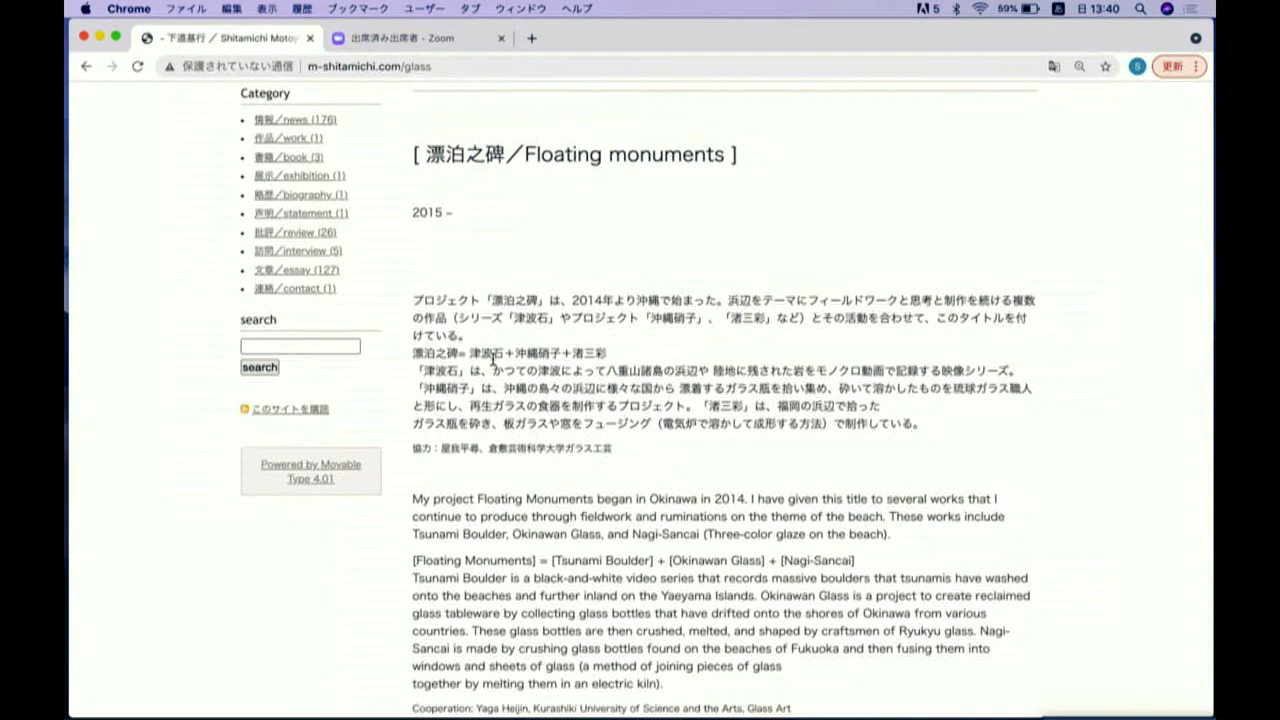 Chrome ファイル 編集 表示 履歴 ブックマーク ユーザー タブ ウィンドウ ヘルプ 5 59% あ 日 13:40
- 下道基行 ／ Shitamichi Motoy × 出席済み出席者 - Zoom × +
保護されていない通信 m-shitamichi.com/glass S 更新
Category
情報／news (176)
作品／work (1)
書籍／book (3)
展示／exhibition (1)
略歴／biography (1)
声明／statement (1)
批評／review (26)
訪問／interview (5)
文章／essay (127)
連絡／contact (1)
search
search
このサイトを購読
Powered by Movable
Type 4.01
[ 漂泊之碑／Floating monuments ]
2015 –
プロジェクト「漂泊之碑」は、2014年より沖縄で始まった。浜辺をテーマにフィールドワークと思考と制作を続ける複数
の作品（シリーズ「津波石」やプロジェクト「沖縄硝子」、「渚三彩」など）とその活動を合わせて、このタイトルを付
けている。
漂泊之碑= 津波石＋沖縄硝子＋渚三彩
「津波石」は、かつての津波によって八重山諸島の浜辺や 陸地に残された岩をモノクロ動画で記録する映像シリーズ。
「沖縄硝子」は、沖縄の島々の浜辺に様々な国から 漂着するガラス瓶を拾い集め、砕いて溶かしたものを琉球ガラス職人
と形にし、再生ガラスの食器を制作するプロジェクト。「渚三彩」は、福岡の浜辺で拾った
ガラス瓶を砕き、板ガラスや窓をフュージング（電気炉で溶かして成形する方法）で制作している。
協力：屋我平尋、倉敷芸術科学大学ガラス工芸
My project Floating Monuments began in Okinawa in 2014. I have given this title to several works that I
continue to produce through fieldwork and ruminations on the theme of the beach. These works include
Tsunami Boulder, Okinawan Glass, and Nagi-Sancai (Three-color glaze on the beach).
[Floating Monuments] = [Tsunami Boulder] + [Okinawan Glass] + [Nagi-Sancai]
Tsunami Boulder is a black-and-white video series that records massive boulders that tsunamis have washed
onto the beaches and further inland on the Yaeyama Islands. Okinawan Glass is a project to create reclaimed
glass tableware by collecting glass bottles that have drifted onto the shores of Okinawa from various
countries. These glass bottles are then crushed, melted, and shaped by craftsmen of Ryukyu glass. Nagi-
Sancai is made by crushing glass bottles found on the beaches of Fukuoka and then fusing them into
windows and sheets of glass (a method of joining pieces of glass
together by melting them in an electric kiln).
Cooperation: Yaga Heijin, Kurashiki University of Science and the Arts, Glass Art